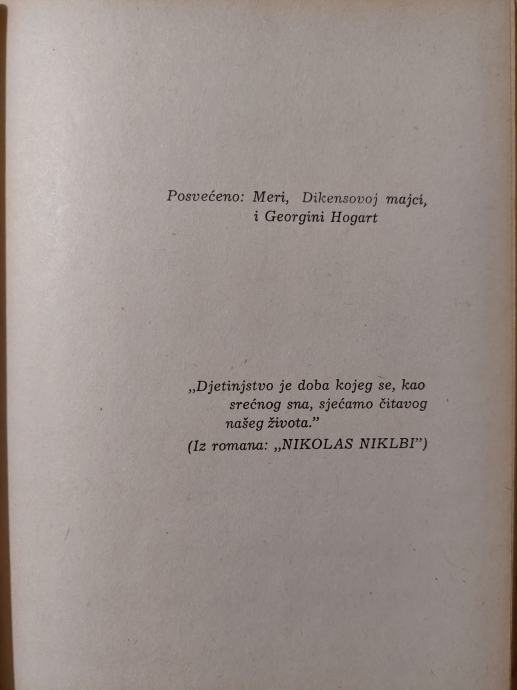 Posvećeno: Meri, Dikensovoj majci,
i Georgini Hogart
„Djetinjstvo je doba kojeg se, kao
srećnog sna, sjećamo čitavog
našeg života.”
(Iz romana: „NIKOLAS NIKLBI”)